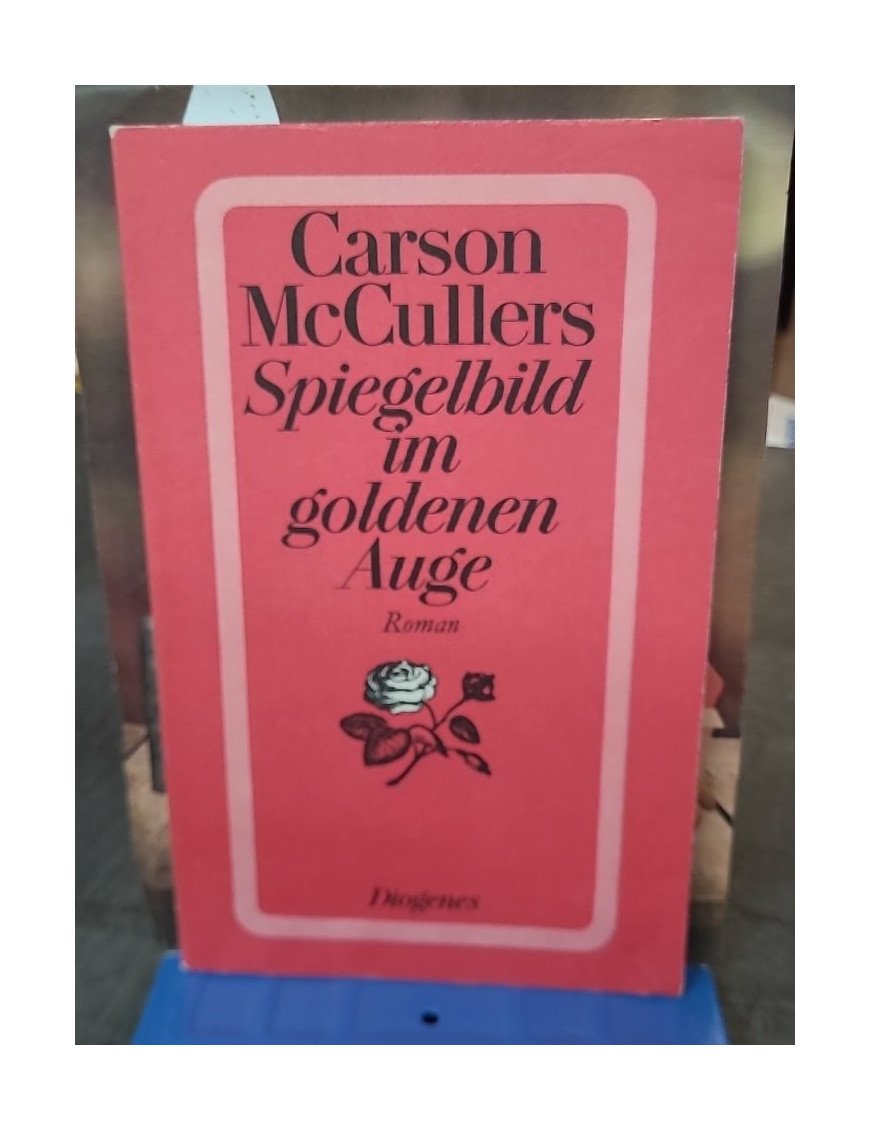 Carson
McCullers
Spiegelbild
im
goldenen
Auge
Roman
Diogenes